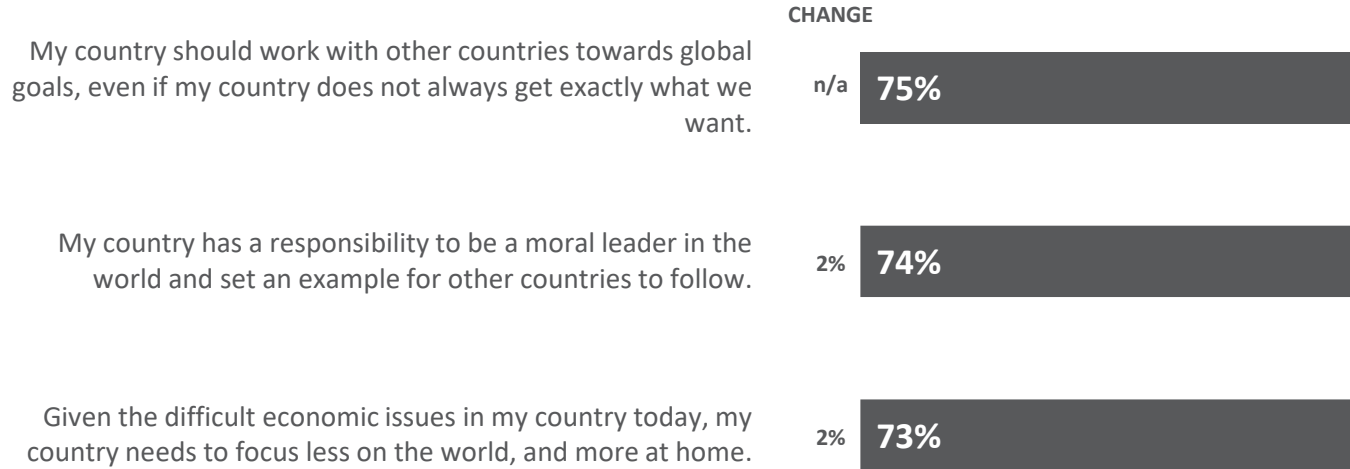 CHANGE
My country should work with other countries towards global
goals, even if my country does not always get exactly what we
want.
n/a
75%
My country has a responsibility to be a moral leader in the
world and set an example for other countries to follow.
2%
74%
Given the difficult economic issues in my country today, my
country needs to focus less on the world, and more at home.
2%
73%